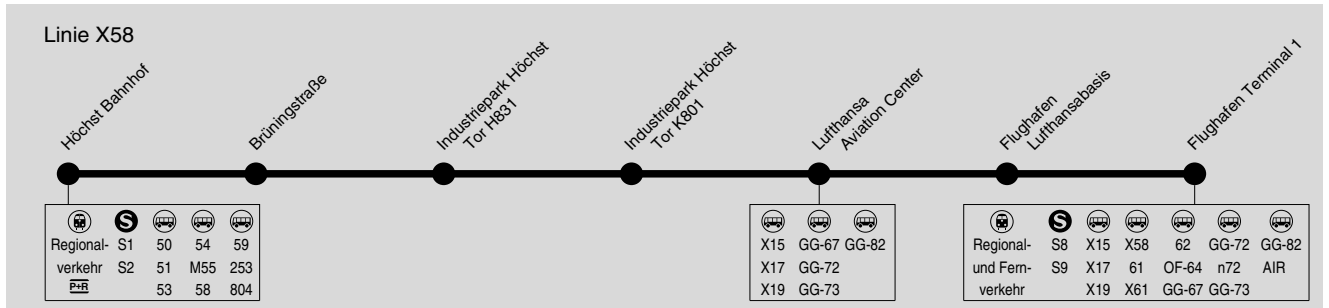 Linie X58
Höchst Bahnhof
Brüningstraße
Industriepark Höchst
Tor H831
Industriepark Höchst
Tor K801
Lufthansa
Aviation Center
Flughafen
Lufthansabasis
Flughafen Terminal 1
S
Regional- S1 50 54 59
verkehr S2 51 M55 253
P+R 53 58 804
X15 GG-67 GG-82
X17 GG-72
X19 GG-73
S
Regional- S8 X15 X58 62 GG-72 GG-82
und Fern- S9 X17 61 OF-64 n72 AIR
verkehr X19 X61 GG-67 GG-73